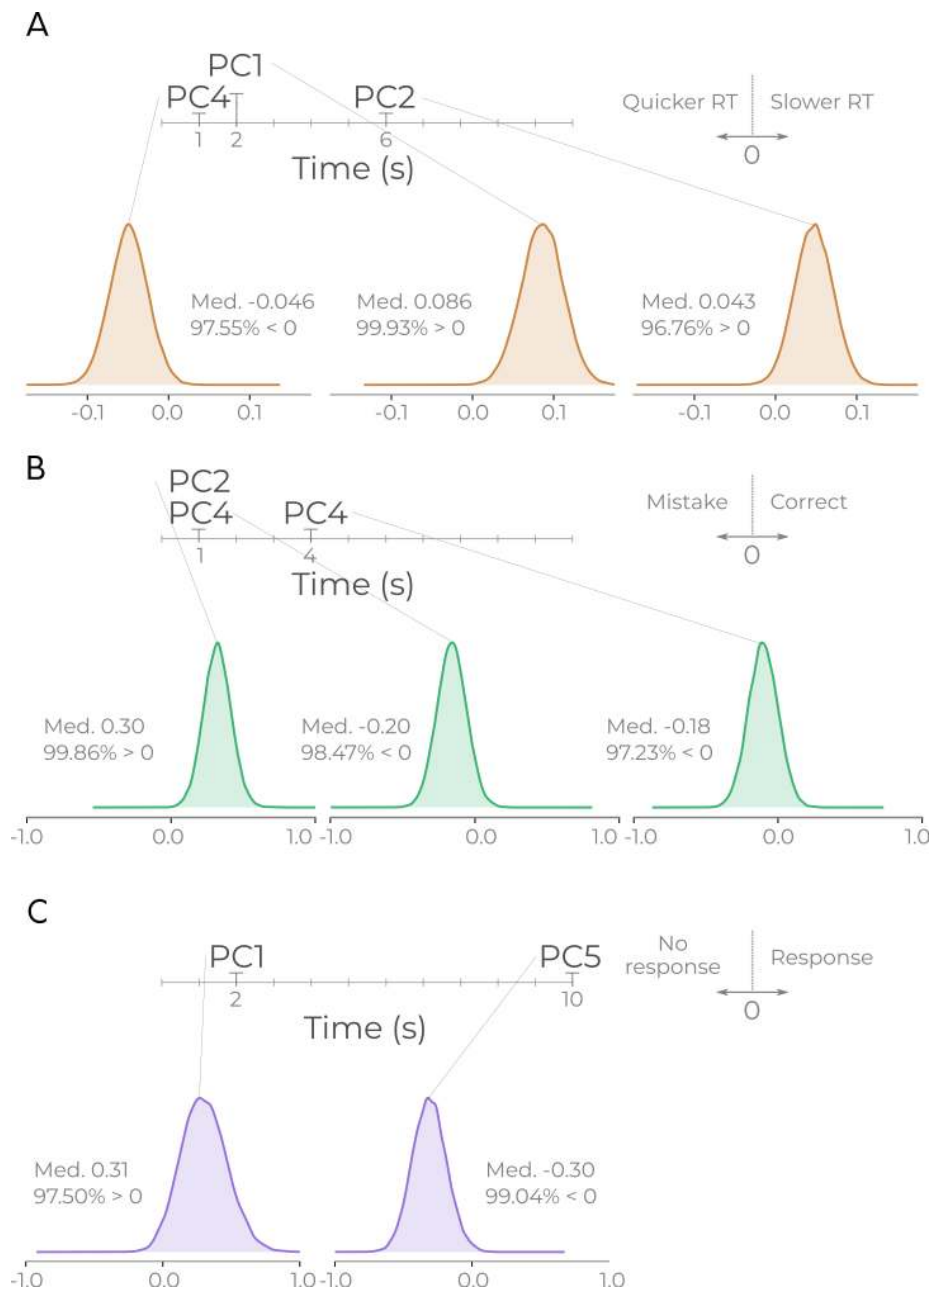 A
PC1
PC4 PC2
Quicker RT Slower RT
1 2 6
0
Time (s)
Med. -0.046 Med. 0.086 Med. 0.043
97.55% < 0 99.93% > 0 96.76% > 0
-0.1 0.0 0.1 -0.1 0.0 0.1 -0.1 0.0 0.1
B
PC2
Mistake Correct
PC4 PC4
1 4 0
Time (s)
Med. 0.30 Med. -0.20 Med. -0.18
99.86% > 0 98.47% < 0 97.23% < 0
-1.0 0.0 1.0 -1.0 0.0 1.0 -1.0 0.0 1.0
C
PC1 PC5
No response Response
2 10 0
Time (s)
Med. 0.31 Med. -0.30
97.50% > 0 99.04% < 0
-1.0 0.0 1.0 -1.0 0.0 1.0